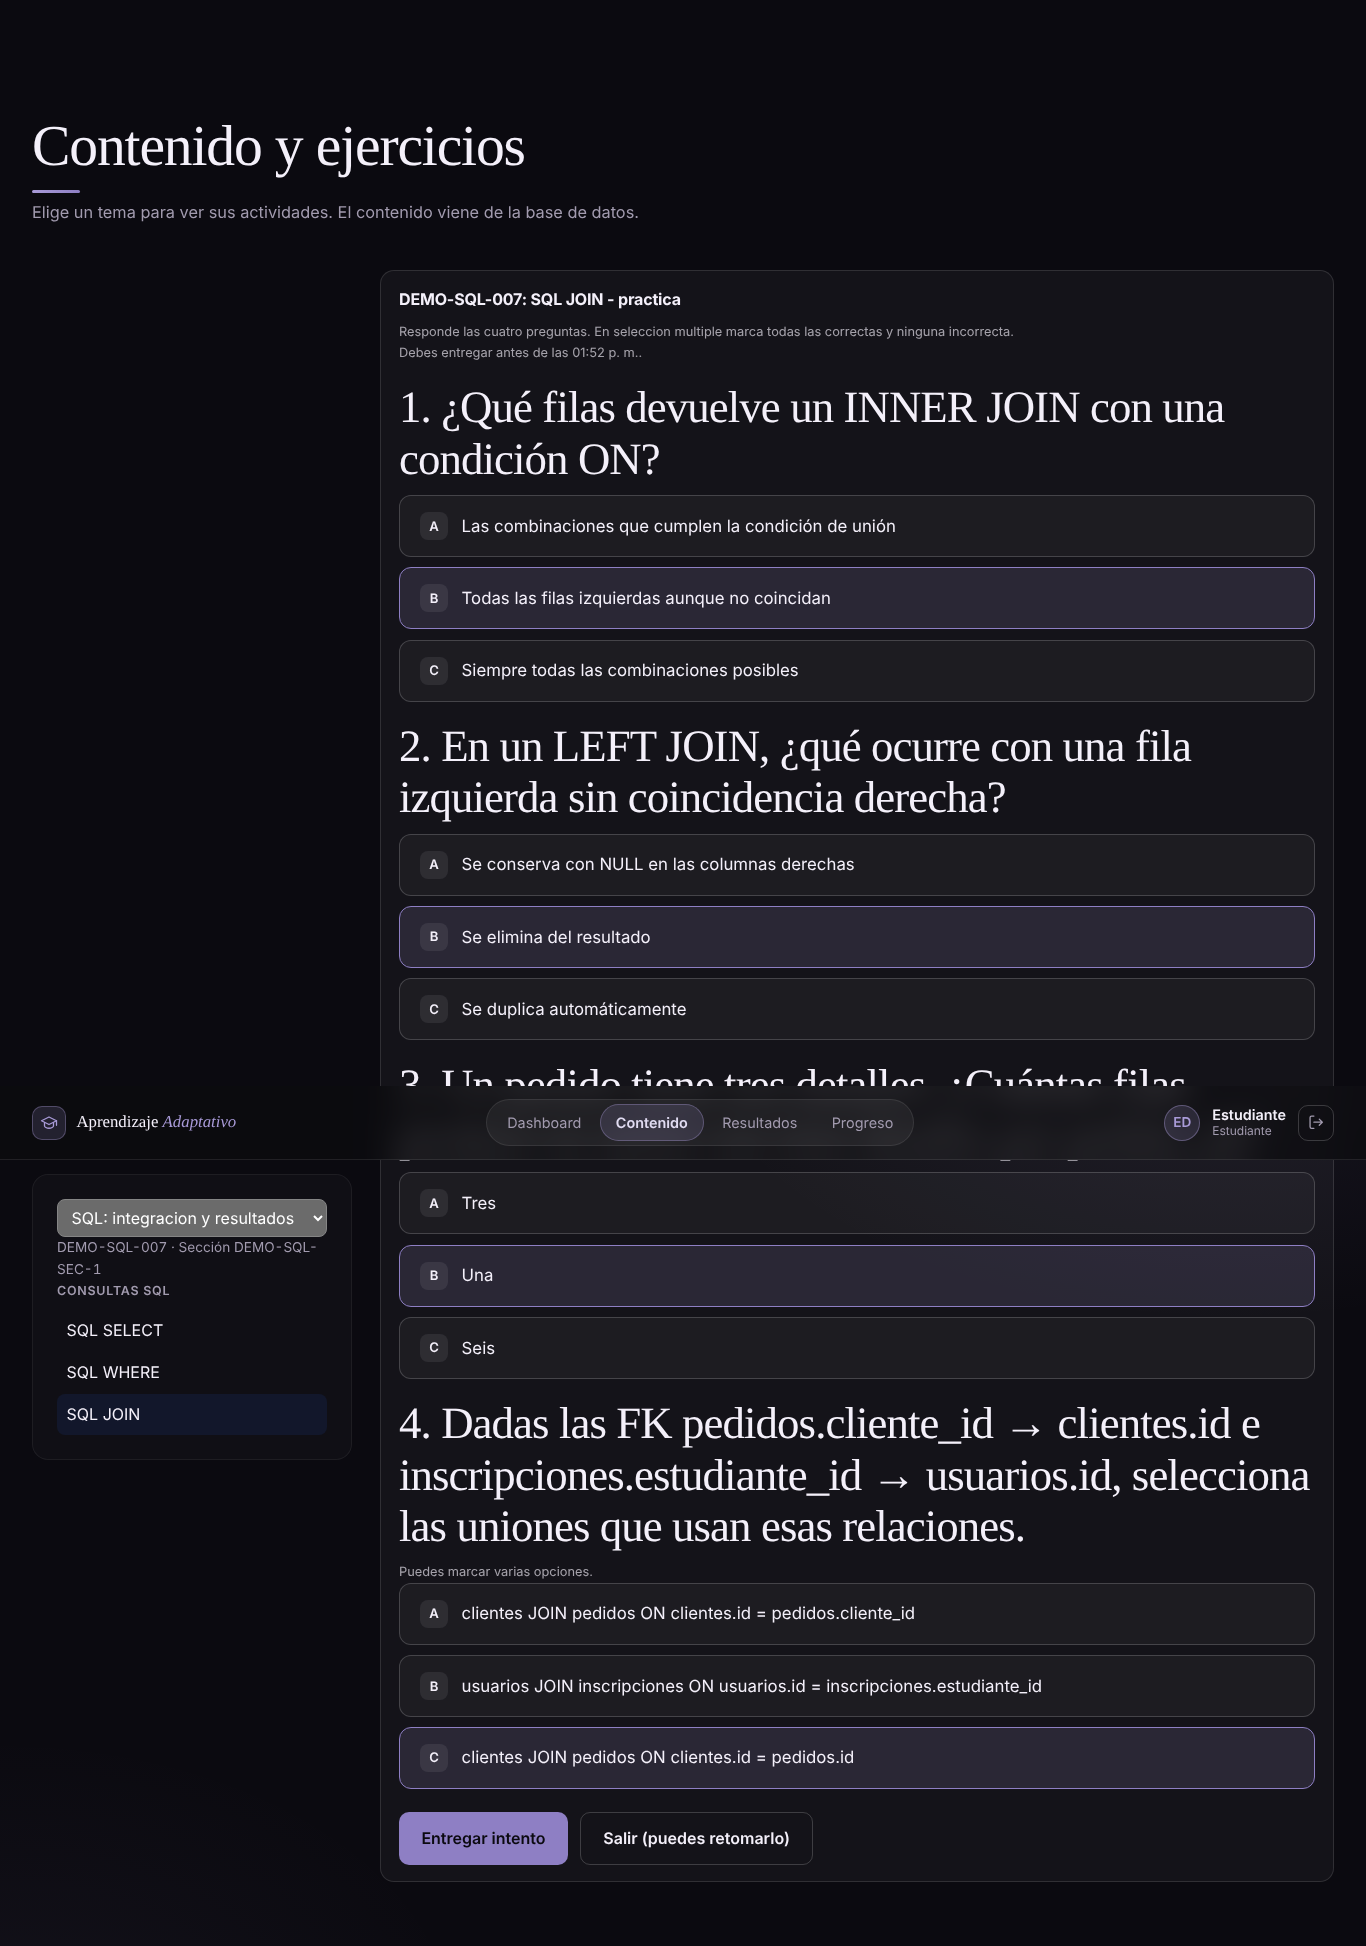 Contenido y ejercicios
Elige un tema para ver sus actividades. El contenido viene de la base de datos.
DEMO-SQL-007: SQL JOIN - practica
Responde las cuatro preguntas. En seleccion multiple marca todas las correctas y ninguna incorrecta.
Debes entregar antes de las 01:52 p. m..
1. ¿Qué filas devuelve un INNER JOIN con una
condición ON?
A Las combinaciones que cumplen la condición de unión
B Todas las filas izquierdas aunque no coincidan
C Siempre todas las combinaciones posibles
2. En un LEFT JOIN, ¿qué ocurre con una fila
izquierda sin coincidencia derecha?
A Se conserva con NULL en las columnas derechas
B Se elimina del resultado
C Se duplica automáticamente
3. Un pedido tiene tres detalles. ¿Cuántas filas
Aprendizaje Adaptativo
Dashboard
Contenido
Resultados
Progreso
ED
Estudiante
Estudiante
SQL: integracion y resultados
DEMO-SQL-007 · Sección DEMO-SQL-
SEC-1
CONSULTAS SQL
SQL SELECT
SQL WHERE
SQL JOIN
A Tres
B Una
C Seis
4. Dadas las FK pedidos.cliente_id → clientes.id e
inscripciones.estudiante_id → usuarios.id, selecciona
las uniones que usan esas relaciones.
Puedes marcar varias opciones.
A clientes JOIN pedidos ON clientes.id = pedidos.cliente_id
B usuarios JOIN inscripciones ON usuarios.id = inscripciones.estudiante_id
C clientes JOIN pedidos ON clientes.id = pedidos.id
Entregar intento
Salir (puedes retomarlo)